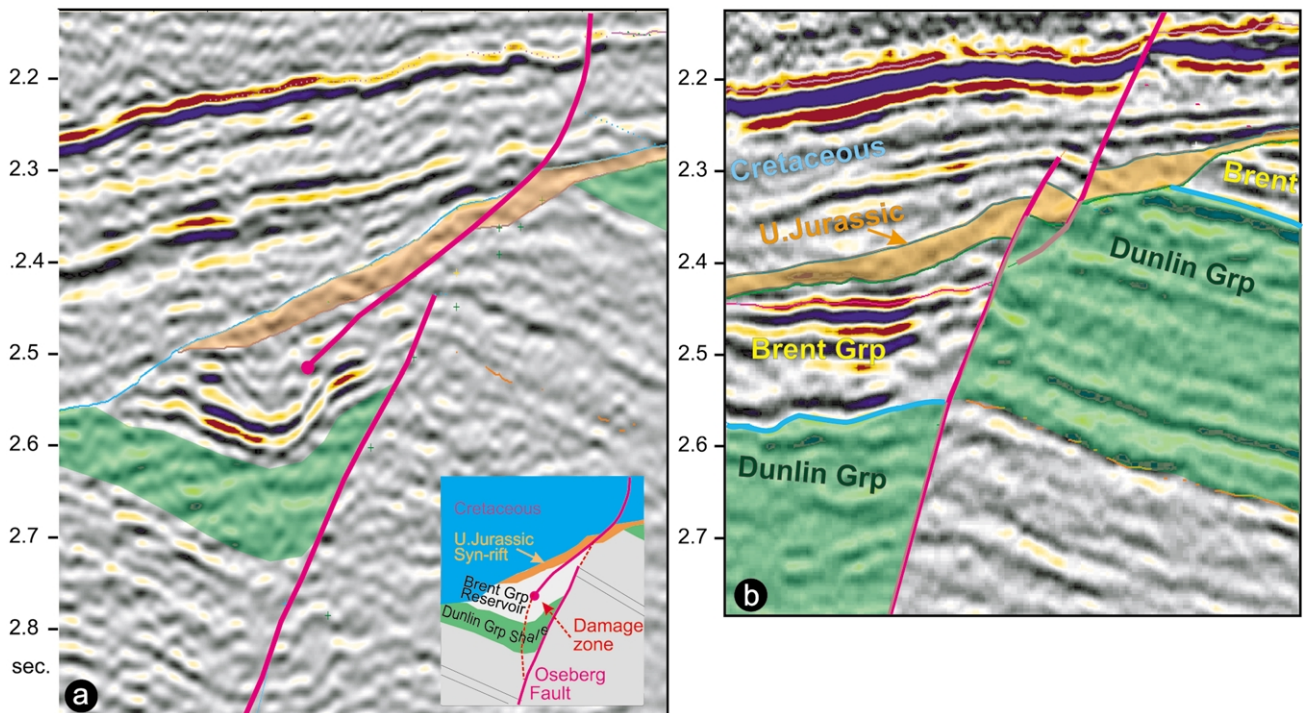 2.2
2.3
.2.4
2.5
2.6
2.7
2.8
sec.
a
Cretaceous
U.Jurassic
Syn-rift
Brent Grp
Reservoir
Dunlin Grp Shale
Damage
zone
Oseberg
Fault
2.2
2.3
2.4
2.5
2.6
2.7
Cretaceous
U.Jurassic
Brent
Dunlin Grp
Brent Grp
Dunlin Grp
b